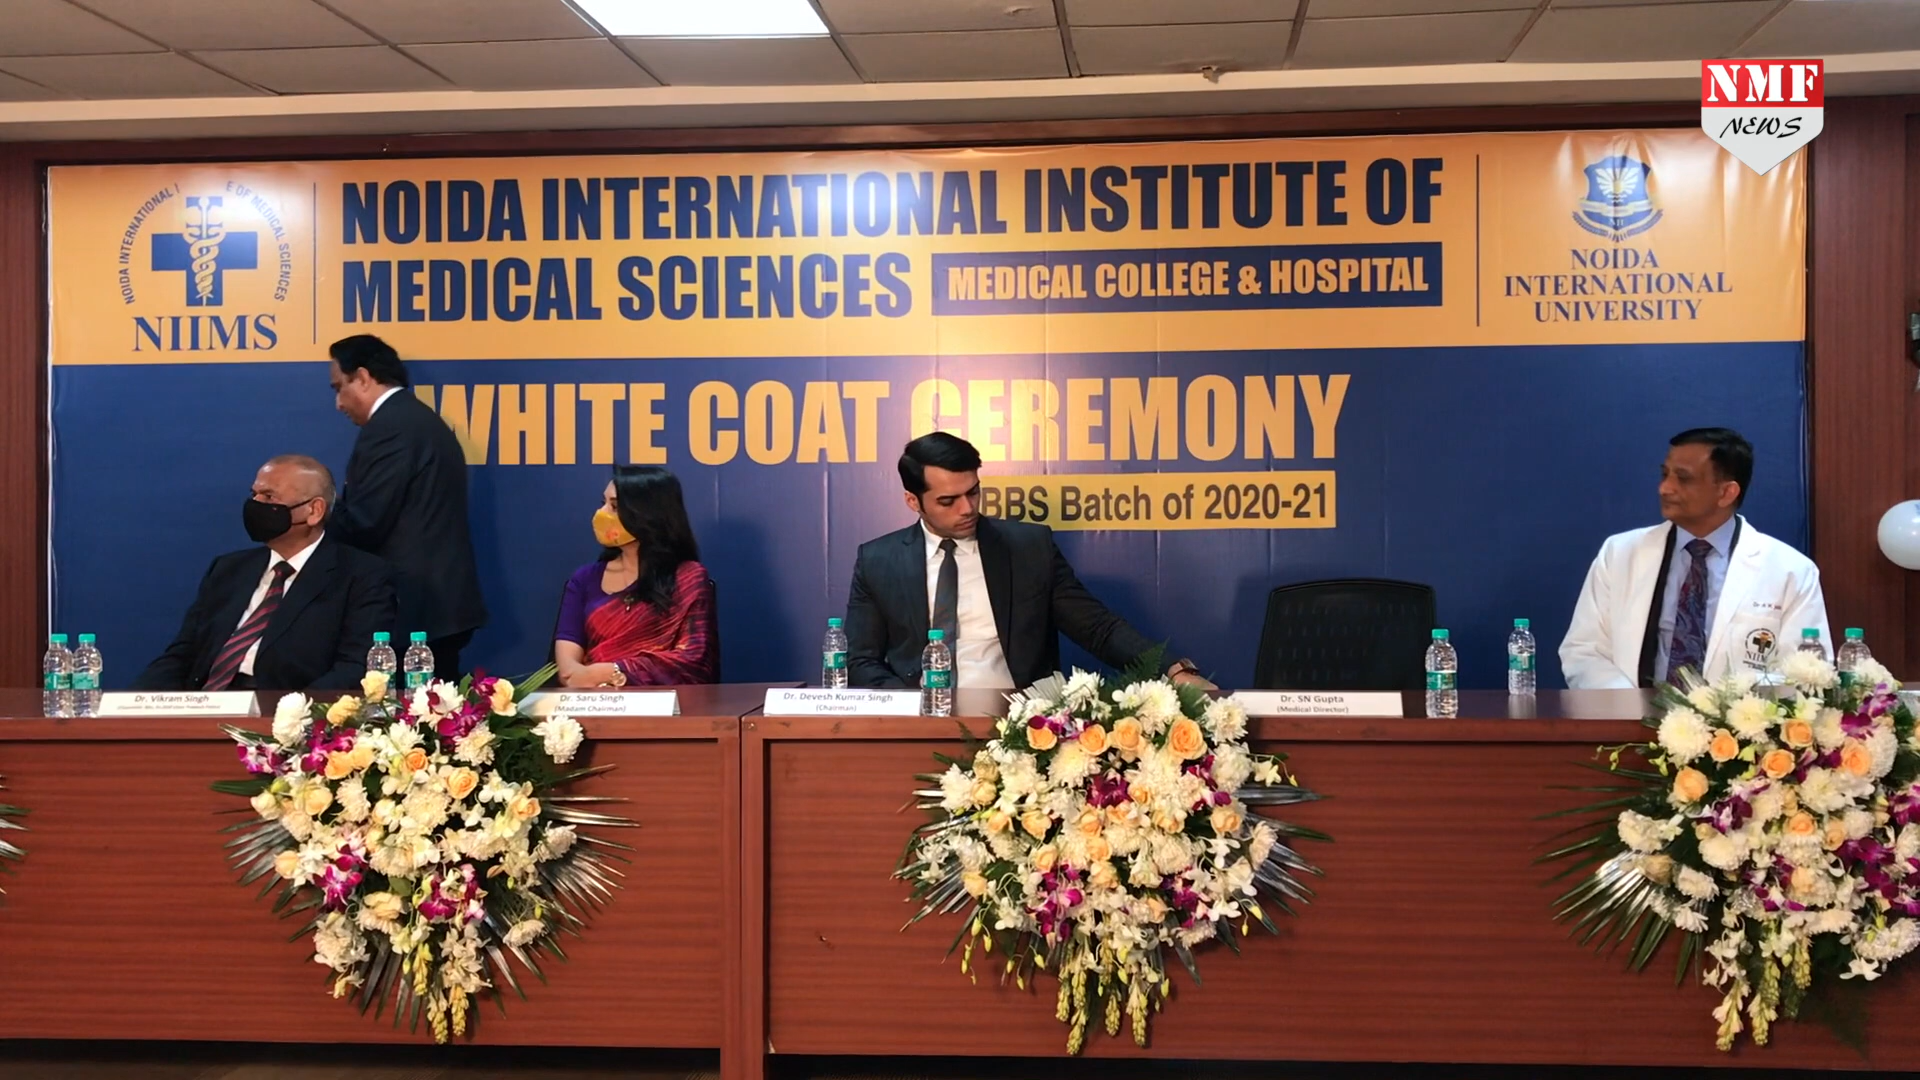 NMF
NEWS
NOIDA INTERNATIONAL I E OF MEDICAL SCIENCES
NIIMS
NOIDA INTERNATIONAL INSTITUTE OF
MEDICAL SCIENCES
MEDICAL COLLEGE & HOSPITAL
NOIDA
INTERNATIONAL
UNIVERSITY
WHITE COAT CEREMONY
BBS Batch of 2020-21
Dr. Vikram Singh
Dr. Saru Singh
(Madam Chairman)
Dr. Devesh Kumar Singh
(Chairman)
Dr. SN Gupta
(Medical Director)
NIIMS